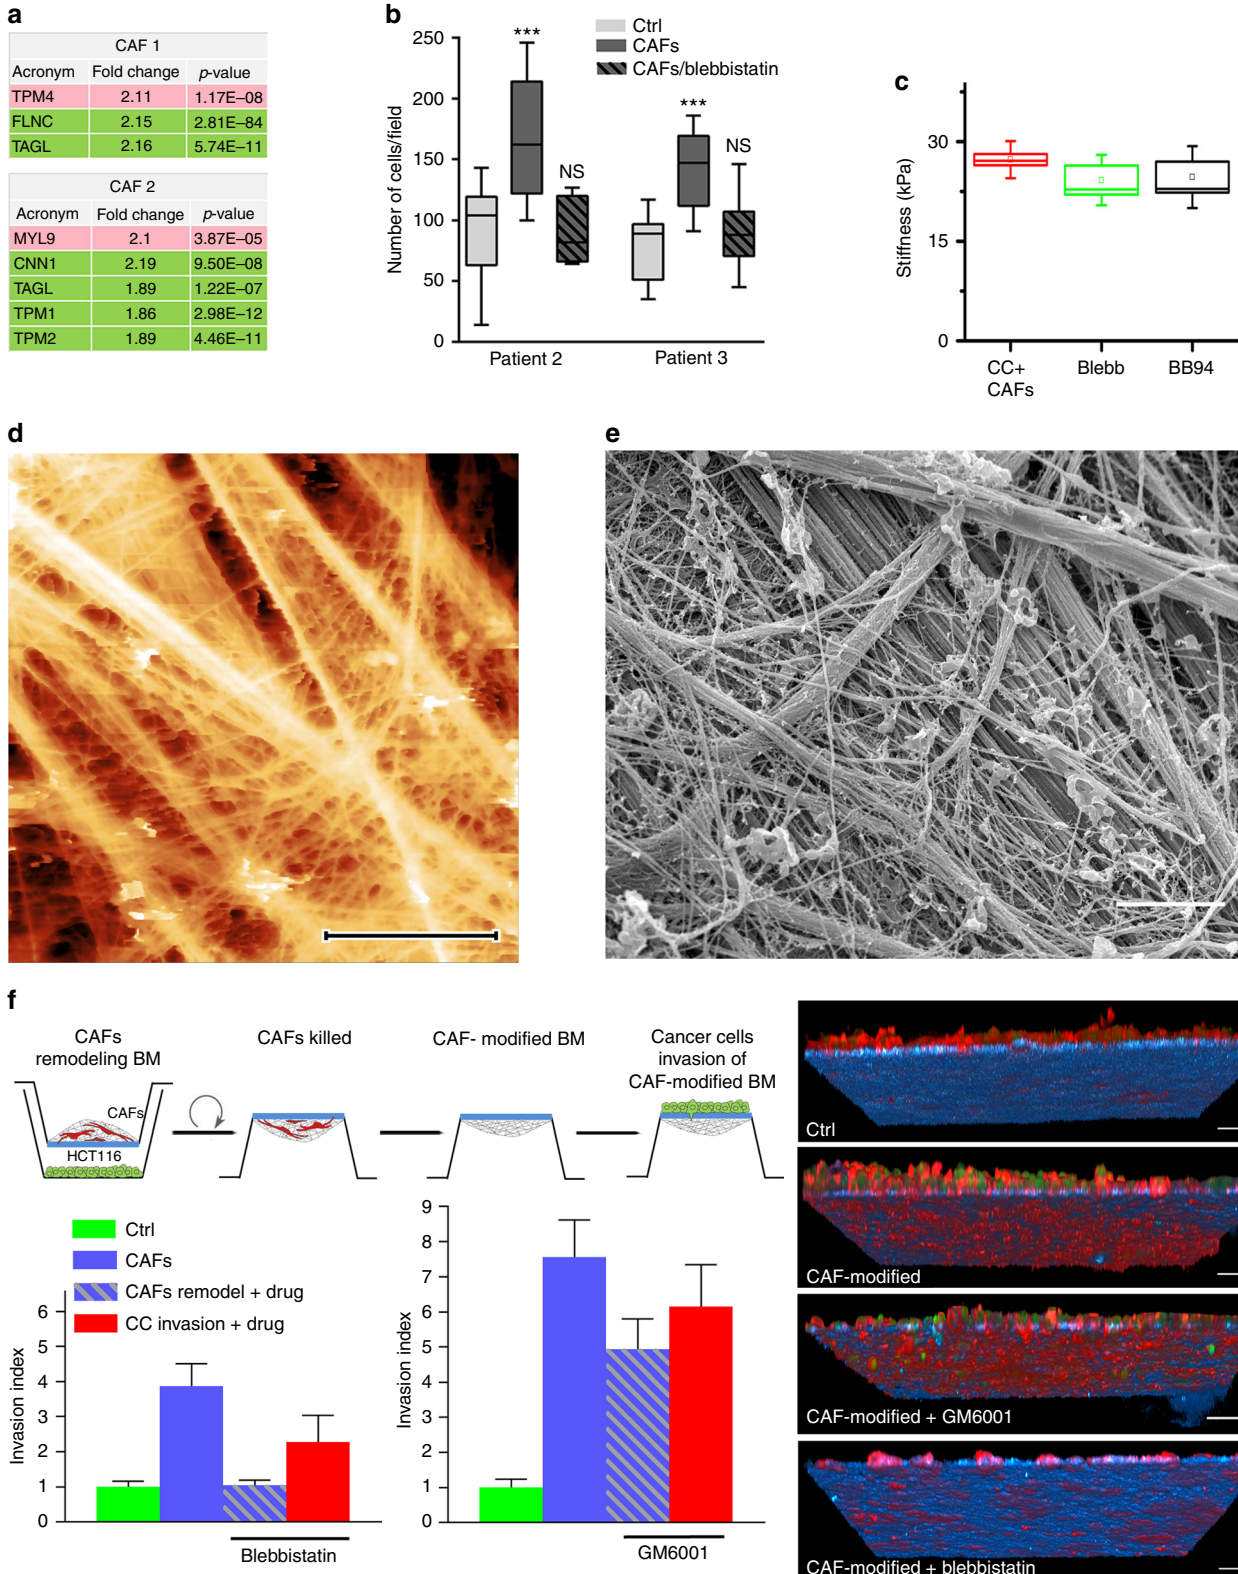 a
CAF 1
Acronym Fold change p-value
TPM4 2.11 1.17E–08
FLNC 2.15 2.81E–84
TAGL 2.16 5.74E–11
CAF 2
Acronym Fold change p-value
MYL9 2.1 3.87E–05
CNN1 2.19 9.50E–08
TAGL 1.89 1.22E–07
TPM1 1.86 2.98E–12
TPM2 1.89 4.46E–11
b
Ctrl
CAFs
CAFs/blebbistatin
Number of cells/field
250
200
150
100
50
0
***
NS
***
NS
Patient 2
Patient 3
c
Stiffness (kPa)
30
15
0
CC+
CAFs
Blebb
BB94
d
e
f
CAFs
remodeling BM
CAFs killed
CAF- modified BM
Cancer cells
invasion of
CAF-modified BM
CAFs
HCT116
Ctrl
CAFs
CAFs remodel + drug
CC invasion + drug
Invasion index
6
5
4
3
2
1
0
Blebbistatin
Invasion index
9
8
7
6
5
4
3
2
1
0
GM6001
Ctrl
CAF-modified
CAF-modified + GM6001
CAF-modified + blebbistatin